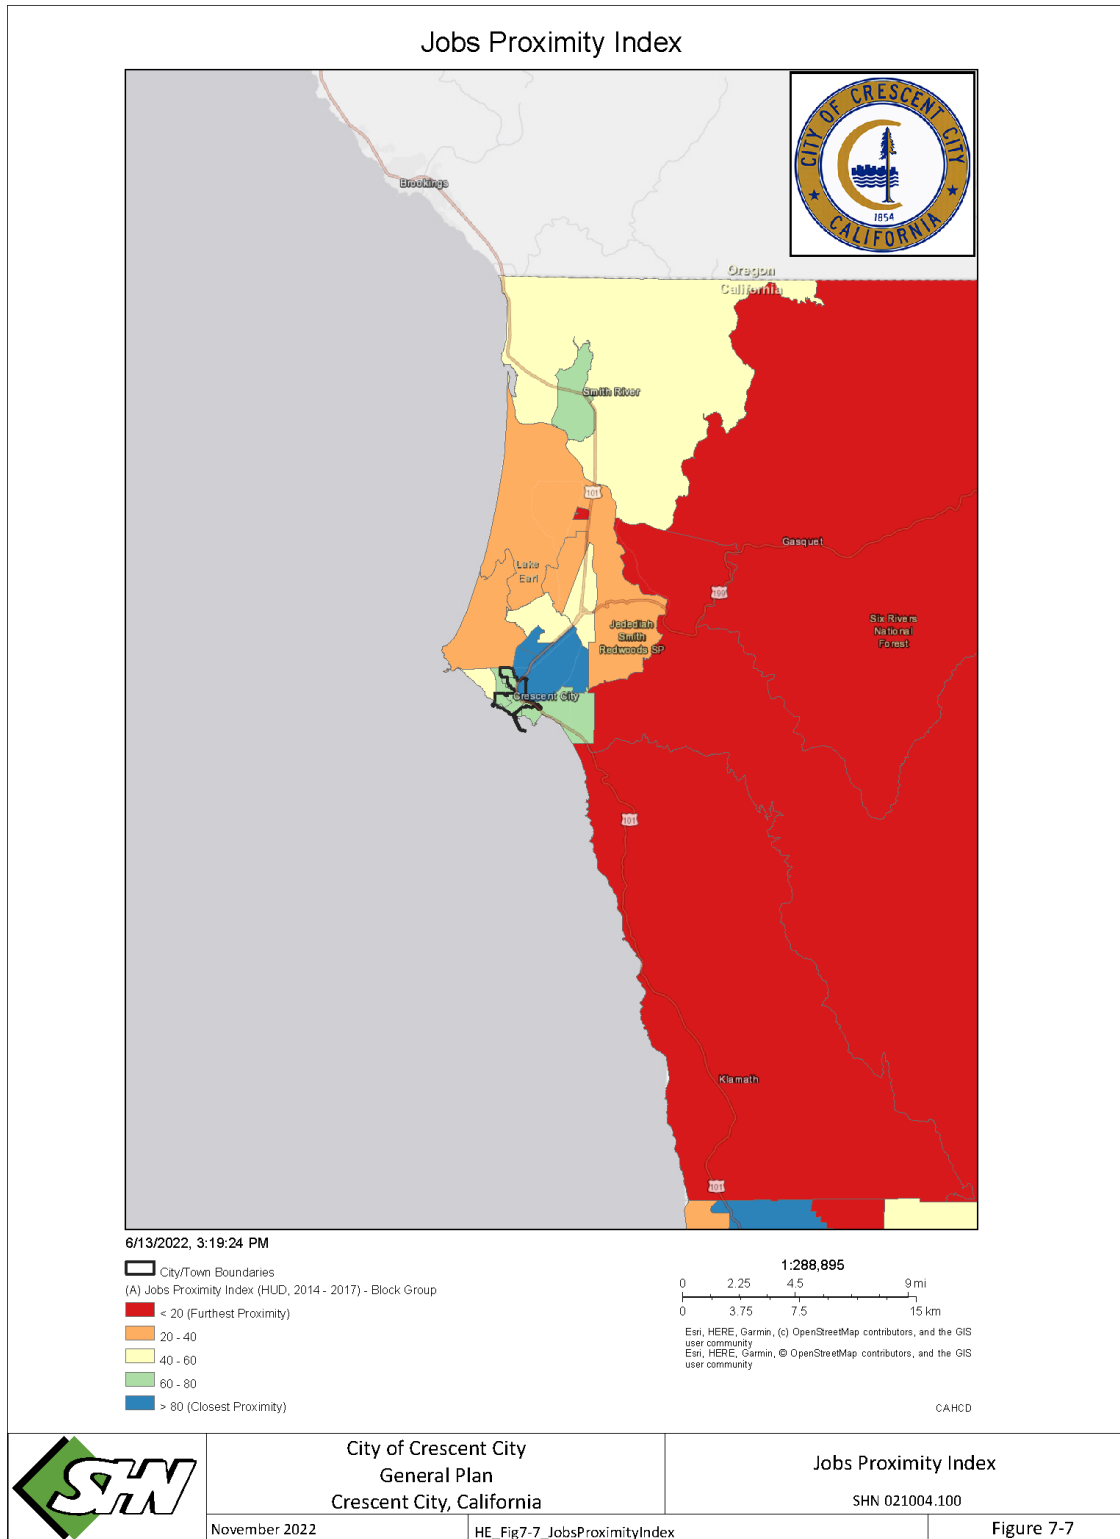 Jobs Proximity Index
CITY OF CRESCENT CITY
1854
CALIFORNIA
Brookings
Oregon
California
Smith River
101
Gasquet
Lake
Earl
199
Six Rivers
National
Forest
Jedediah
Smith
Redwoods SP
Crescent City
101
Klamath
101
6/13/2022, 3:19:24 PM
City/Town Boundaries
(A) Jobs Proximity Index (HUD, 2014 - 2017) - Block Group
< 20 (Furthest Proximity)
20 - 40
40 - 60
60 - 80
> 80 (Closest Proximity)
1:288,895
0 2.25 4.5 9 mi
0 3.75 7.5 15 km
Esri, HERE, Garmin, (c) OpenStreetMap contributors, and the GIS
user community
Esri, HERE, Garmin, © OpenStreetMap contributors, and the GIS
user community
CAHCD
SHN
City of Crescent City
General Plan
Crescent City, California
Jobs Proximity Index
SHN 021004.100
November 2022
HE_Fig7-7_JobsProximityIndex
Figure 7-7